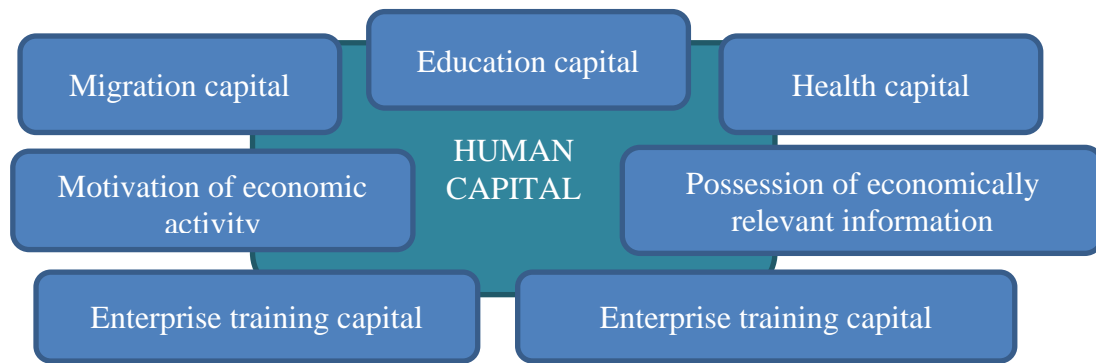 Education capital
Migration capital
Health capital
HUMAN
CAPITAL
Motivation of economic
activity
Possession of economically
relevant information
Enterprise training capital
Enterprise training capital